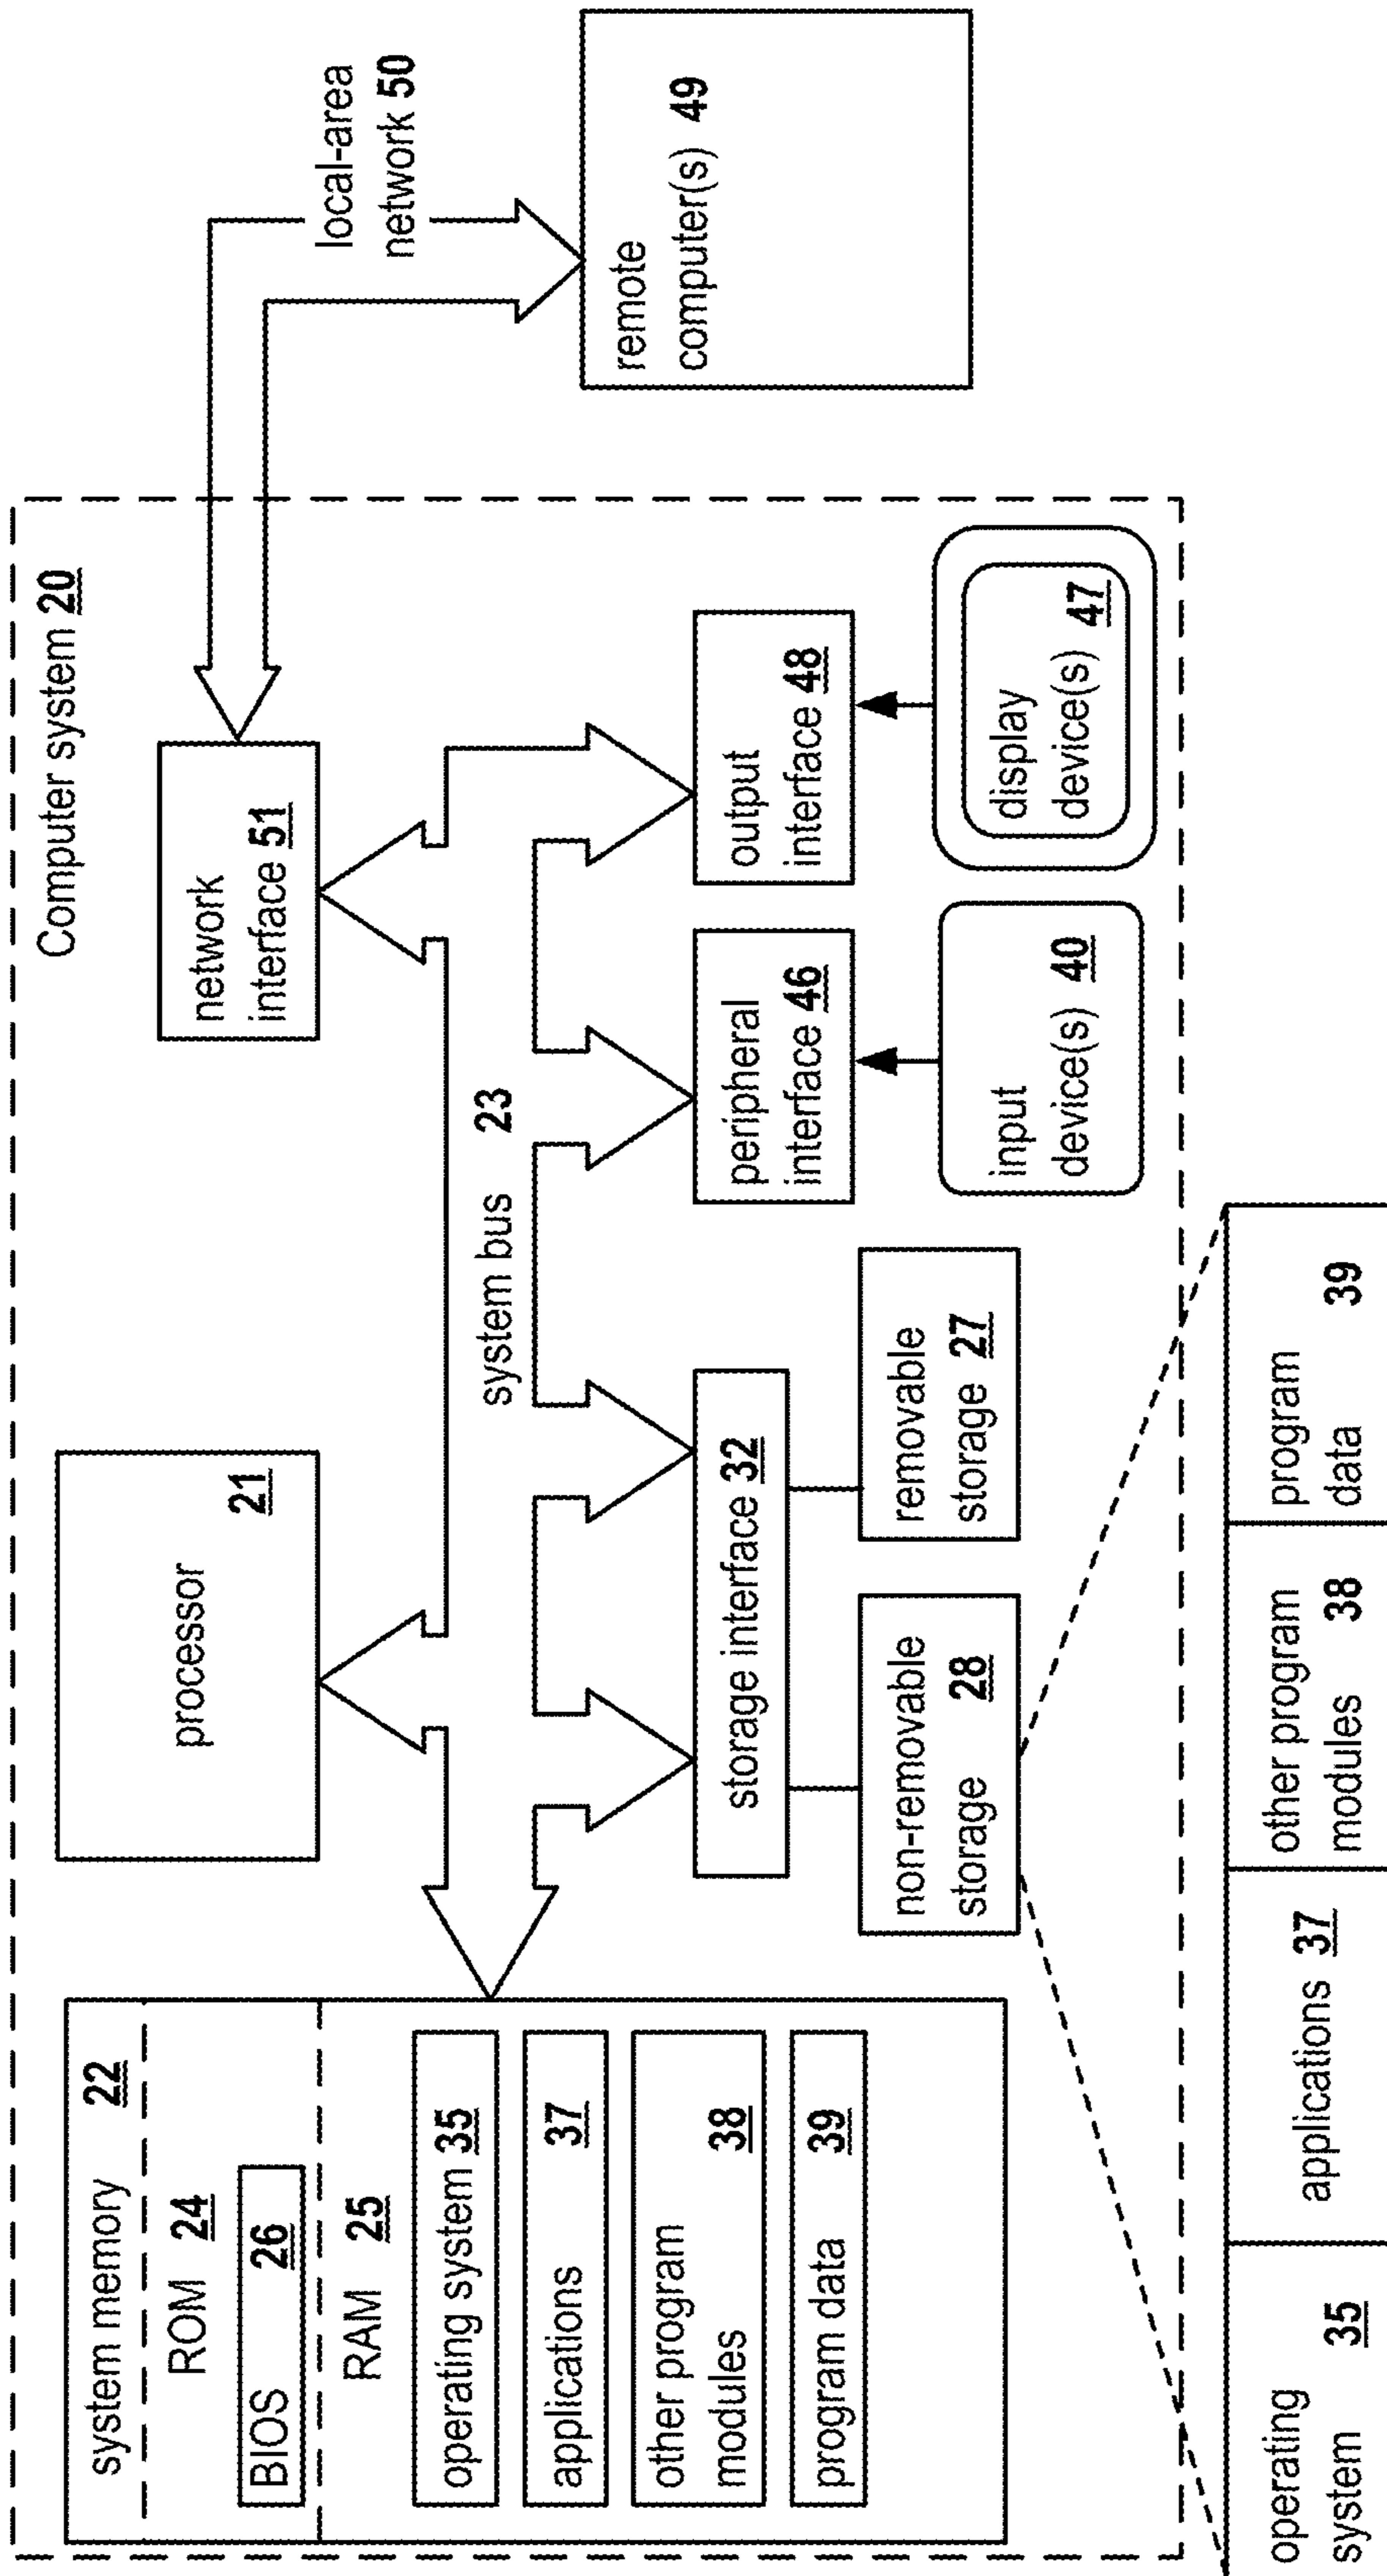 Computer system 20
system memory 22
ROM 24
BIOS 26
RAM 25
operating system 35
applications 37
other program
modules 38
program data 39
processor 21
network
interface 51
system bus 23
storage interface 32
non-removable
storage 28
removable
storage 27
peripheral
interface 46
output
interface 48
input
device(s) 40
display
device(s) 47
local-area
network 50
remote
computer(s) 49
operating
system 35
applications 37
other program
modules 38
program
data 39